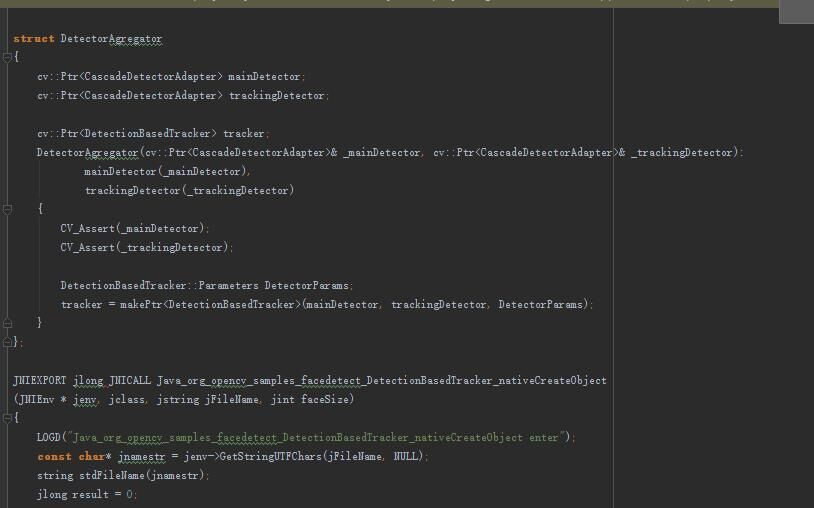 struct DetectorAgregator
{
    cv::Ptr<CascadeDetectorAdapter> mainDetector;
    cv::Ptr<CascadeDetectorAdapter> trackingDetector;

    cv::Ptr<DetectionBasedTracker> tracker;
    DetectorAgregator(cv::Ptr<CascadeDetectorAdapter>& _mainDetector, cv::Ptr<CascadeDetectorAdapter>& _trackingDetector):
            mainDetector(_mainDetector),
            trackingDetector(_trackingDetector)
    {
        CV_Assert(_mainDetector);
        CV_Assert(_trackingDetector);

        DetectionBasedTracker::Parameters DetectorParams;
        tracker = makePtr<DetectionBasedTracker>(mainDetector, trackingDetector, DetectorParams);
    }
};

JNIEXPORT jlong JNICALL Java_org_opencv_samples_facedetect_DetectionBasedTracker_nativeCreateObject
(JNIEnv * jenv, jclass, jstring jFileName, jint faceSize)
{
    LOGD("Java_org_opencv_samples_facedetect_DetectionBasedTracker_nativeCreateObject enter");
    const char* jnamestr = jenv->GetStringUTFChars(jFileName, NULL);
    string stdFileName(jnamestr);
    jlong result = 0;